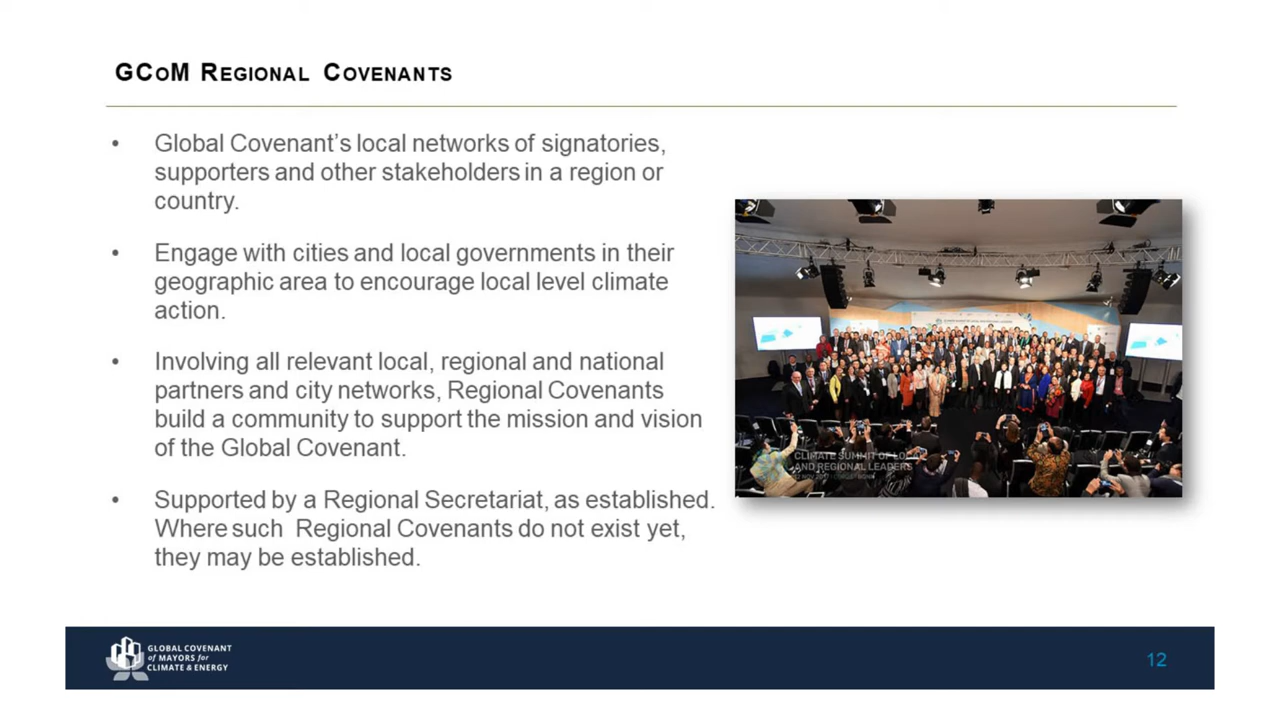 GCoM Regional Covenants
• Global Covenant’s local networks of signatories,
supporters and other stakeholders in a region or
country.
• Engage with cities and local governments in their
geographic area to encourage local level climate
action.
• Involving all relevant local, regional and national
partners and city networks, Regional Covenants
build a community to support the mission and vision
of the Global Covenant.
• Supported by a Regional Secretariat, as established.
Where such Regional Covenants do not exist yet,
they may be established.
CLIMATE SUMMIT OF LOCAL
AND REGIONAL LEADERS
GLOBAL COVENANT
of MAYORS for
CLIMATE & ENERGY
12